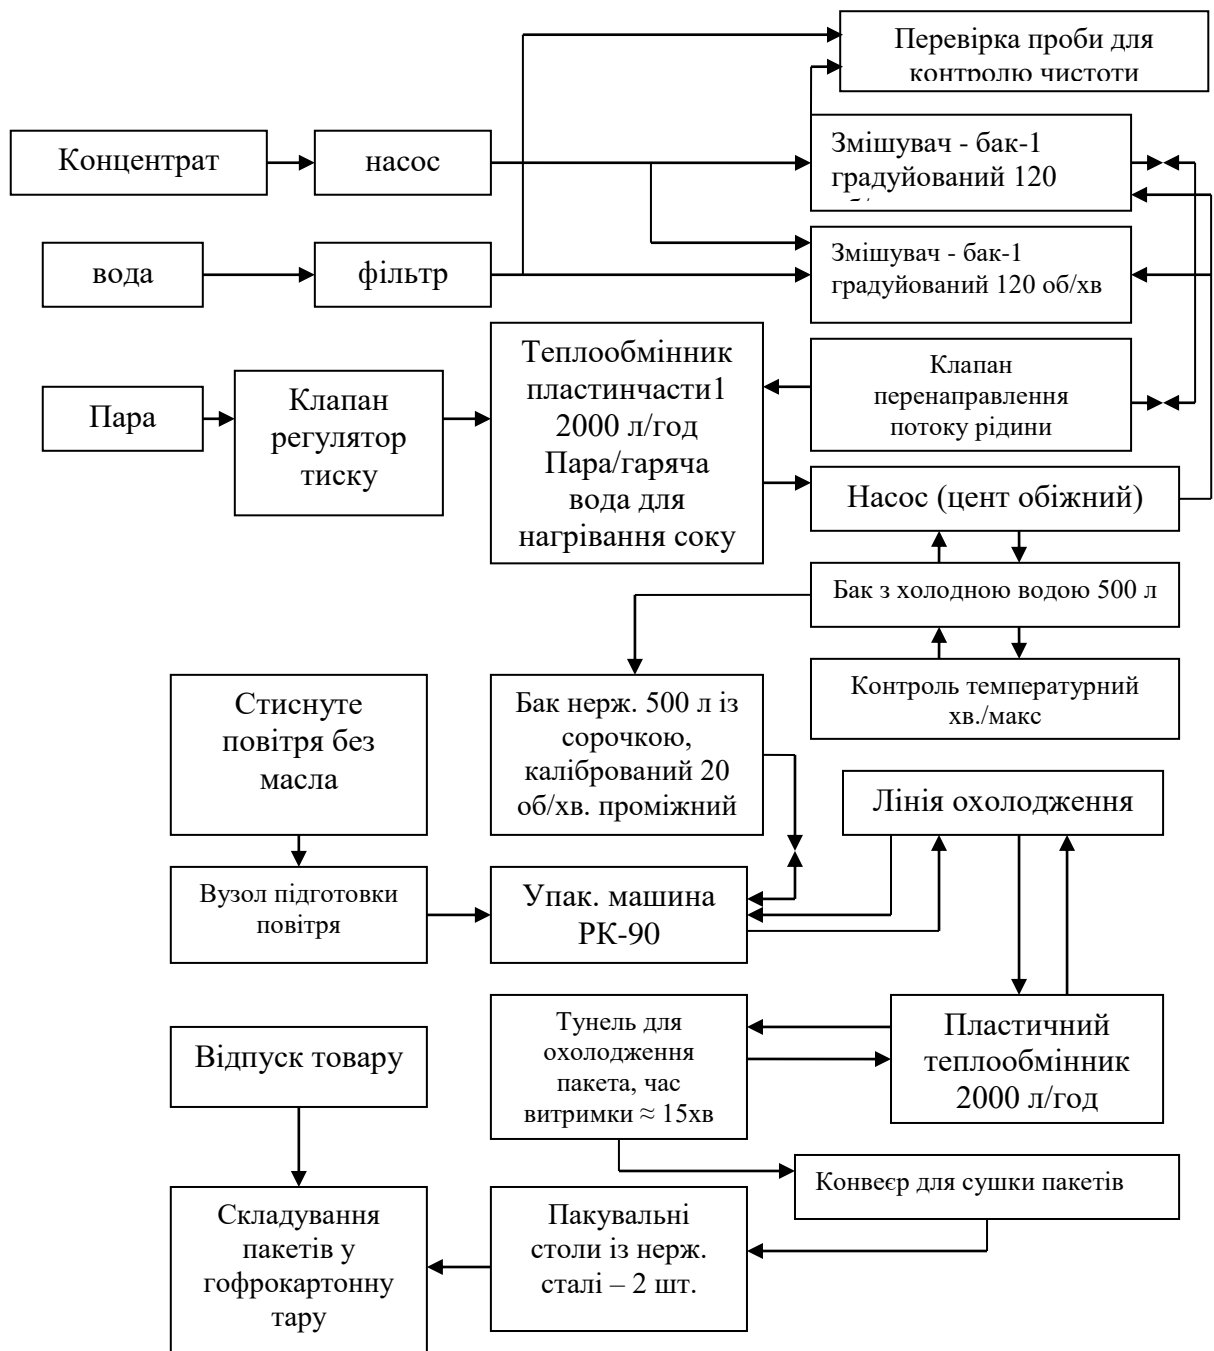 Перевірка проби для
контролю чистоти
Концентрат
насос
Змішувач - бак-1
градуйований 120
вода
фільтр
Змішувач - бак-1
градуйований 120 об/хв
Пара
Клапан
регулятор
тиску
Теплообмінник
пластинчасти1
2000 л/год
Пара/гаряча
вода для
нагрівання соку
Клапан
перенаправлення
потоку рідини
Насос (цент обіжний)
Бак з холодною водою 500 л
Контроль температурний
хв./макс
Стиснуте
повітря без
масла
Бак нерж. 500 л із
сорочкою,
калібрований 20
об/хв. проміжний
Лінія охолодження
Вузол підготовки
повітря
Упак. машина
РК-90
Відпуск товару
Тунель для
охолодження
пакета, час
витримки ≈ 15хв
Пластичний
теплообмінник
2000 л/год
Конвеєр для сушки пакетів
Складування
пакетів у
гофрокартонну
тару
Пакувальні
столи із нерж.
сталі – 2 шт.